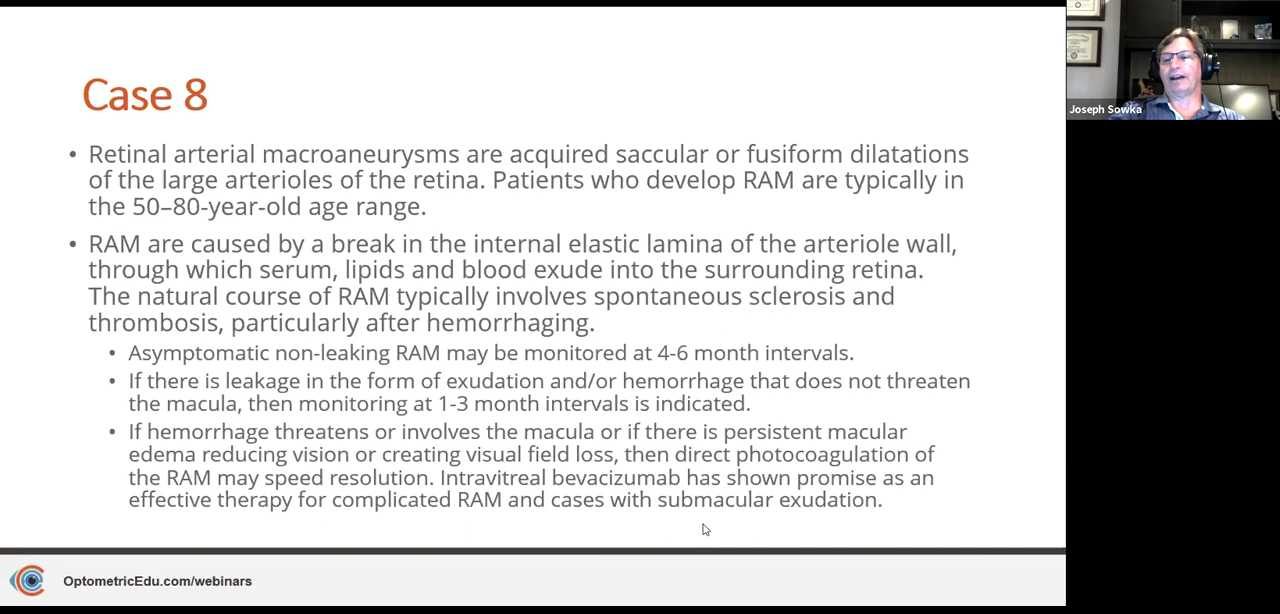 Case 8
• Retinal arterial macroaneurysms are acquired saccular or fusiform dilatations
of the large arterioles of the retina. Patients who develop RAM are typically in
the 50–80-year-old age range.
• RAM are caused by a break in the internal elastic lamina of the arteriole wall,
through which serum, lipids and blood exude into the surrounding retina.
The natural course of RAM typically involves spontaneous sclerosis and
thrombosis, particularly after hemorrhaging.
• Asymptomatic non-leaking RAM may be monitored at 4-6 month intervals.
• If there is leakage in the form of exudation and/or hemorrhage that does not threaten
the macula, then monitoring at 1-3 month intervals is indicated.
• If hemorrhage threatens or involves the macula or if there is persistent macular
edema reducing vision or creating visual field loss, then direct photocoagulation of
the RAM may speed resolution. Intravitreal bevacizumab has shown promise as an
effective therapy for complicated RAM and cases with submacular exudation.
OptometricEdu.com/webinars
Joseph Sowka